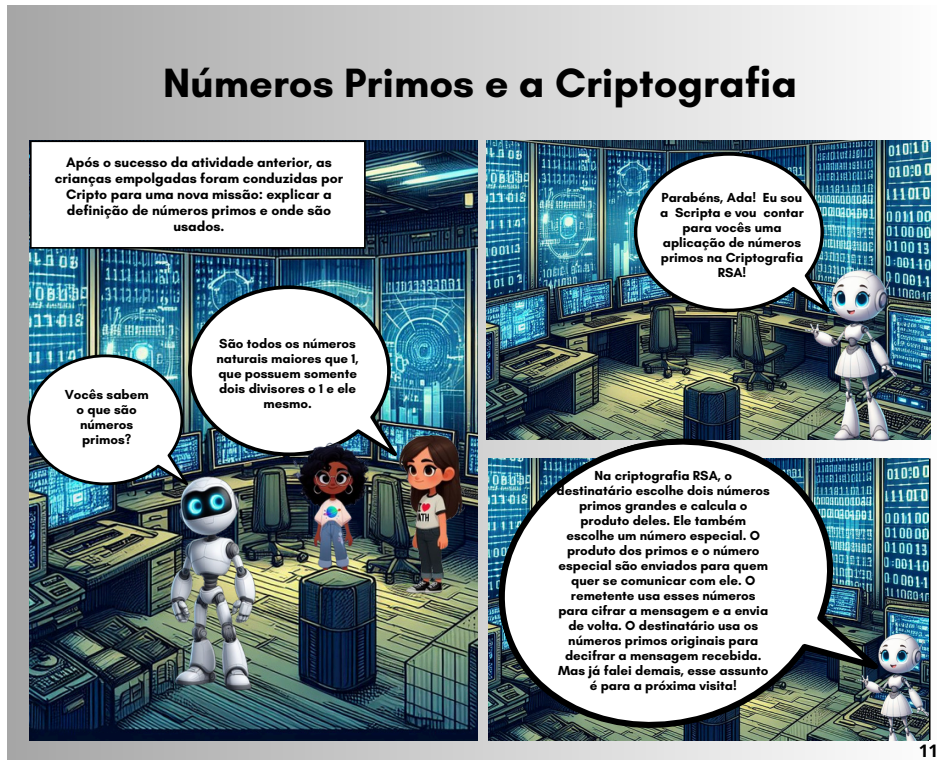 Números Primos e a Criptografia
Após o sucesso da atividade anterior, as
crianças empolgadas foram conduzidas por
Cripto para uma nova missão: explicar a
definição de números primos e onde são
usados.
Vocês sabem
o que são
números
primos?
São todos os números
naturais maiores que 1,
que possuem somente
dois divisores o 1 e ele
mesmo.
I ❤
ATH
Parabéns, Ada! Eu sou
a Scripta e vou contar
para vocês uma
aplicação de números
primos na Criptografia
RSA!
Na criptografia RSA, o
destinatário escolhe dois números
primos grandes e calcula o
produto deles. Ele também
escolhe um número especial. O
produto dos primos e o número
especial são enviados para quem
quer se comunicar com ele. O
remetente usa esses números
para cifrar a mensagem e a envia
de volta. O destinatário usa os
números primos originais para
decifrar a mensagem recebida.
Mas já falei demais, esse assunto
é para a próxima visita!
11